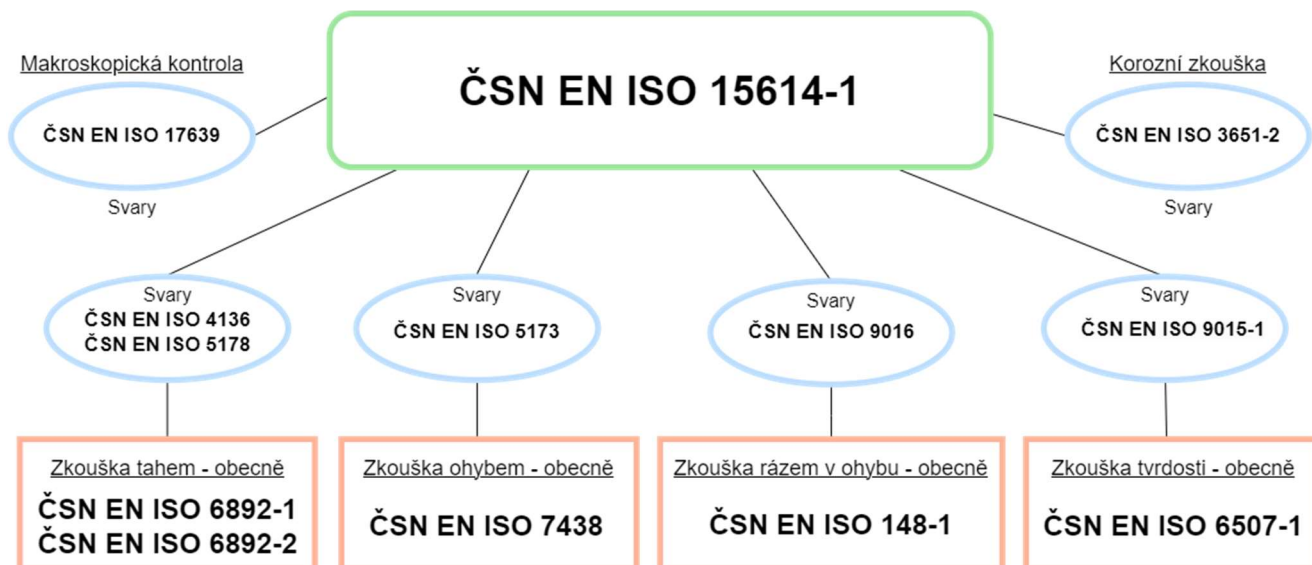 ČSN EN ISO 15614-1
Makroskopická kontrola
ČSN EN ISO 17639
Svary
Korozní zkouška
ČSN EN ISO 3651-2
Svary
Svary
ČSN EN ISO 4136
ČSN EN ISO 5178
Svary
ČSN EN ISO 5173
Svary
ČSN EN ISO 9016
Svary
ČSN EN ISO 9015-1
Zkouška tahem - obecně
ČSN EN ISO 6892-1
ČSN EN ISO 6892-2
Zkouška ohybem - obecně
ČSN EN ISO 7438
Zkouška rázem v ohybu - obecně
ČSN EN ISO 148-1
Zkouška tvrdosti - obecně
ČSN EN ISO 6507-1